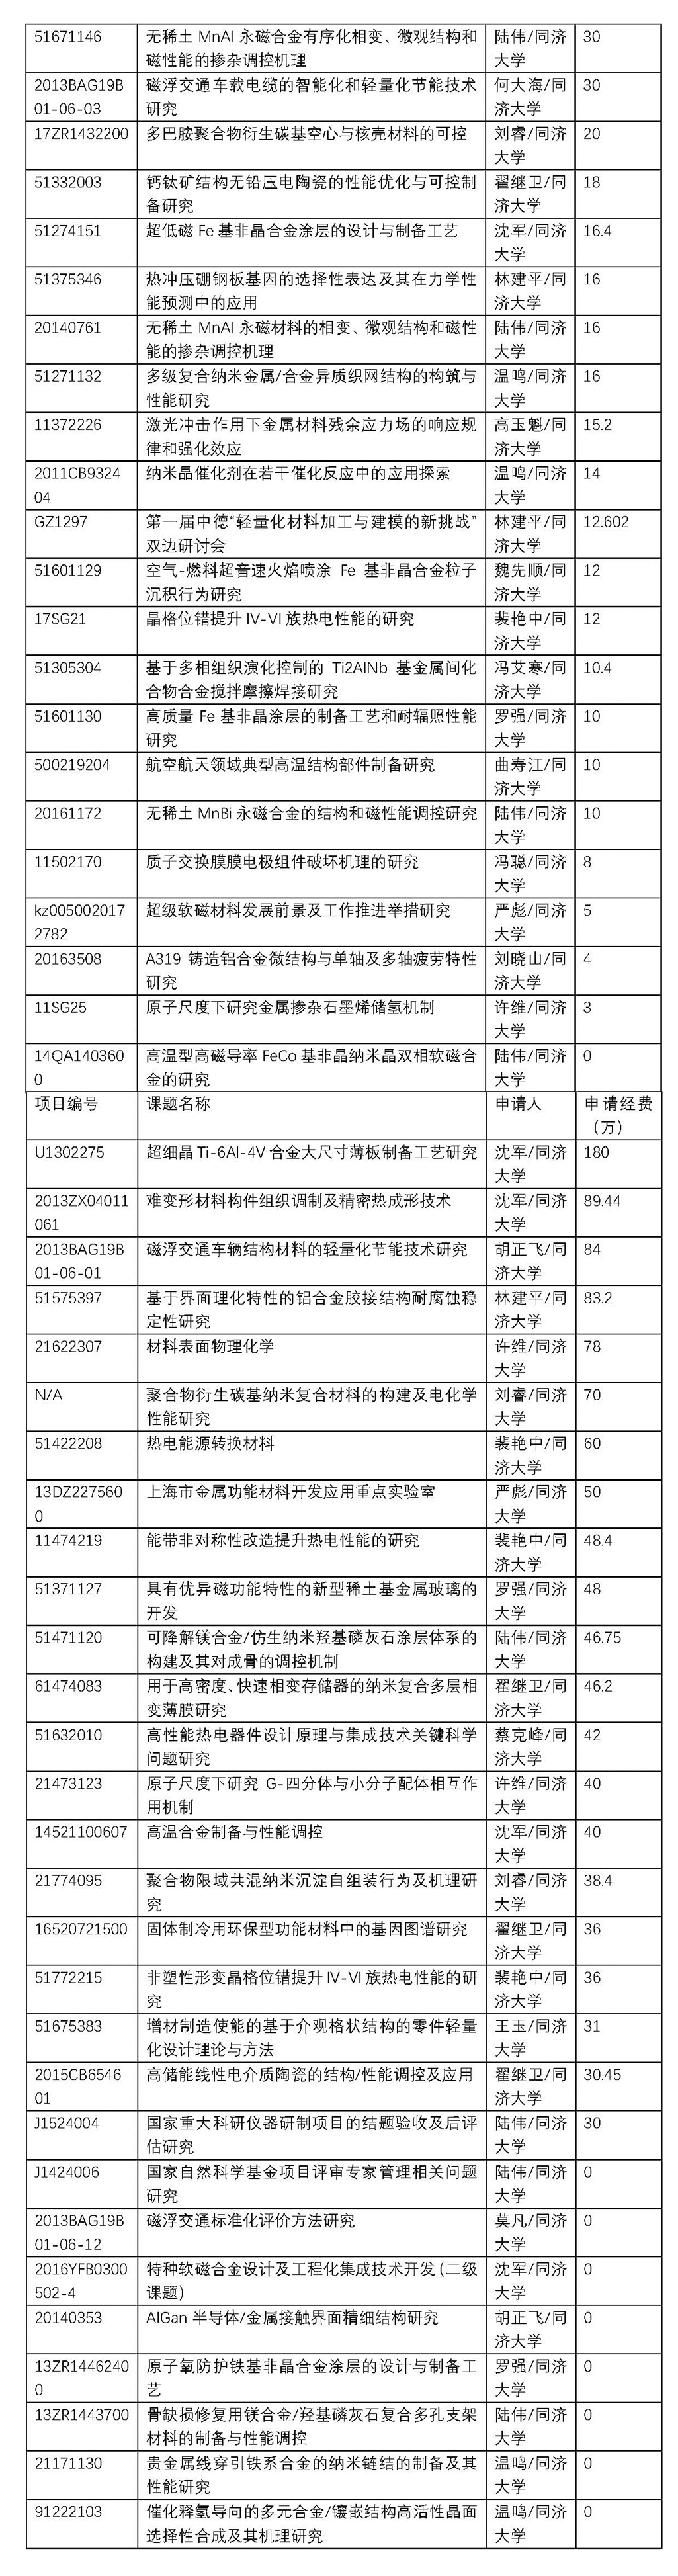 51671146 无稀土 MnAl 永磁合金有序化相变、微观结构和 陆伟/同济 30
磁性能的掺杂调控机理 大学
2013BAG19B 磁浮交通车载电缆的智能化和轻量化节能技术 何大海/同 30
01-06-03 研究 济大学
17ZR1432200 多巴胺聚合物衍生碳基空心与核壳材料的可控 刘睿/同济 20
大学
51332003 钙钛矿结构无铅压电陶瓷的性能优化与可控制 翟继卫/同 18
备研究 济大学
51274151 超低磁 Fe 基非晶合金涂层的设计与制备工艺 沈军/同济 16.4
大学
51375346 热冲压硼钢板基因的选择性表达及其在力学性 林建平/同 16
能预测中的应用 济大学
20140761 无稀土 MnAl 永磁材料的相变、微观结构和磁性 陆伟/同济 16
能的掺杂调控机理 大学
51271132 多级复合纳米金属/合金异质织网结构的构筑与 温鸣/同济 16
性能研究 大学
11372226 激光冲击作用下金属材料残余应力场的响应规 高玉魁/同 15.2
律和强化效应 济大学
2011CB9324 纳米晶催化剂在若干催化反应中的应用探索 温鸣/同济 14
04 大学
GZ1297 第一届中德“轻量化材料加工与建模的新挑战” 林建平/同 12.602
双边研讨会 济大学
51601129 空气-燃料超音速火焰喷涂 Fe 基非晶合金粒子 魏先顺/同 12
沉积行为研究 济大学
17SG21 晶格位错提升 IV-VI 族热电性能的研究 裴艳中/同 12
济大学
51305304 基于多相组织演化控制的 Ti2AlNb 基金属间化 冯艾寒/同 10.4
合物合金搅拌摩擦焊接研究 济大学
51601130 高质量 Fe 基非晶涂层的制备工艺和耐辐照性能 罗强/同济 10
研究 大学
500219204 航空航天领域典型高温结构部件制备研究 曲寿江/同 10
济大学
20161172 无稀土 MnBi 永磁合金的结构和磁性能调控研究 陆伟/同济 10
大学
11502170 质子交换膜膜电极组件破坏机理的研究 冯聪/同济 8
大学
kz005002017 超级软磁材料发展前景及工作推进举措研究 严彪/同济 5
2782 大学
20163508 A319 铸造铝合金微结构与单轴及多轴疲劳特性 刘晓山/同 4
研究 济大学
11SG25 原子尺度下研究金属掺杂石墨烯储氢机制 许维/同济 3
大学
14QA140360 高温型高磁导率 FeCo 基非晶纳米晶双相软磁合 陆伟/同济 0
0 金的研究 大学
项目编号 课题名称 申请人 申请经费
（万）
U1302275 超细晶 Ti-6Al-4V 合金大尺寸薄板制备工艺研究 沈军/同济 180
大学
2013ZX04011 难变形材料构件组织调制及精密热成形技术 沈军/同济 89.44
061 大学
2013BAG19B 磁浮交通车辆结构材料的轻量化节能技术研究 胡正飞/同 84
01-06-01 济大学
51575397 基于界面理化特性的铝合金胶接结构耐腐蚀稳 林建平/同 83.2
定性研究 济大学
21622307 材料表面物理化学 许维/同济 78
大学
N/A 聚合物衍生碳基纳米复合材料的构建及电化学 刘睿/同济 70
性能研究 大学
51422208 热电能源转换材料 裴艳中/同 60
济大学
13DZ227560 上海市金属功能材料开发应用重点实验室 严彪/同济 50
0 大学
11474219 能带非对称性改造提升热电性能的研究 裴艳中/同 48.4
济大学
51371127 具有优异磁功能特性的新型稀土基金属玻璃的 罗强/同济 48
开发 大学
51471120 可降解镁合金/仿生纳米羟基磷灰石涂层体系的 陆伟/同济 46.75
构建及其对成骨的调控机制 大学
61474083 用于高密度、快速相变存储器的纳米复合多层相 翟继卫/同 46.2
变薄膜研究 济大学
51632010 高性能热电器件设计原理与集成技术关键科学 蔡克峰/同 42
问题研究 济大学
21473123 原子尺度下研究 G-四分体与小分子配体相互作 许维/同济 40
用机制 大学
14521100607 高温合金制备与性能调控 沈军/同济 40
大学
21774095 聚合物限域共混纳米沉淀自组装行为及机理研 刘睿/同济 38.4
究 大学
16520721500 固体制冷用环保型功能材料中的基因图谱研究 翟继卫/同 36
济大学
51772215 非塑性形变晶格位错提升 IV-VI 族热电性能的研 裴艳中/同 36
究 济大学
51675383 增材制造使能的基于介观格状结构的零件轻量 王玉/同济 31
化设计理论与方法 大学
2015CB6546 高储能线性电介质陶瓷的结构/性能调控及应用 翟继卫/同 30.45
01 济大学
J1524004 国家重大科研仪器研制项目的结题验收及后评 陆伟/同济 30
估研究 大学
J1424006 国家自然科学基金项目评审专家管理相关问题 陆伟/同济 0
研究 大学
2013BAG19B 磁浮交通标准化评价方法研究 莫凡/同济 0
01-06-12 大学
2016YFB0300 特种软磁合金设计及工程化集成技术开发（二级 沈军/同济 0
502-4 课题） 大学
20140353 AlGan 半导体/金属接触界面精细结构研究 胡正飞/同 0
济大学
13ZR1446240 原子氧防护铁基非晶合金涂层的设计与制备工 罗强/同济 0
0 艺 大学
13ZR1443700 骨缺损修复用镁合金/羟基磷灰石复合多孔支架 陆伟/同济 0
材料的制备与性能调控 大学
21171130 贵金属线穿引铁系合金的纳米链结的制备及其 温鸣/同济 0
性能研究 大学
91222103 催化释氢导向的多元合金/镶嵌结构高活性晶面 温鸣/同济 0
选择性合成及其机理研究 大学